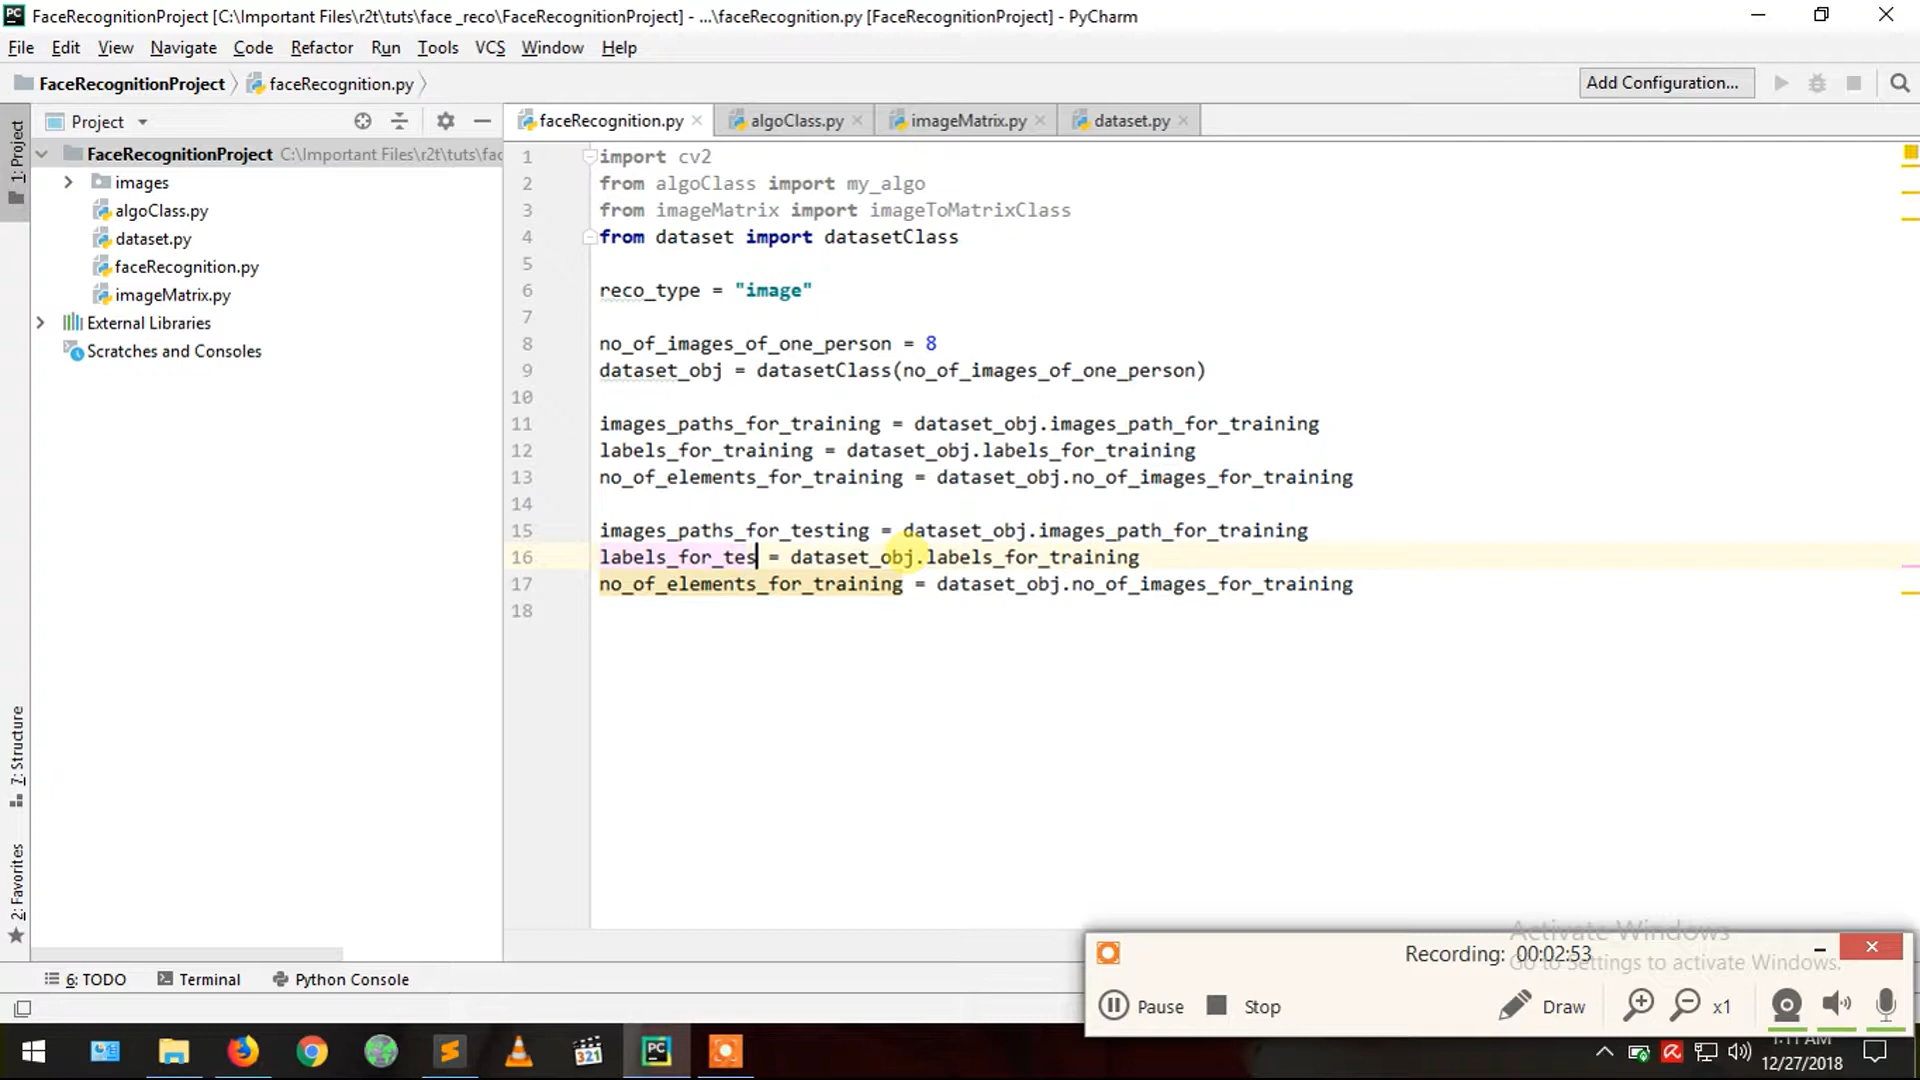 FaceRecognitionProject [C:\Important Files\r2t\tuts\face _reco\FaceRecognitionProject] - ...\faceRecognition.py [FaceRecognitionProject] - PyCharm
File Edit View Navigate Code Refactor Tools VCS Window Help
Run
FaceRecognitionProject faceRecognition.py
Add Configuration...
Project
faceRecognition.py algoClass.py imageMatrix.py dataset.py
1: Project
FaceRecognitionProject C:\Important Files\r2t\tuts\fac
images
algoClass.py
dataset.py
faceRecognition.py
imageMatrix.py
External Libraries
Scratches and Consoles
7: Structure
2: Favorites
1 import cv2
2 from algoClass import my_algo
3 from imageMatrix import imageToMatrixClass
4 from dataset import datasetClass
5
6 reco_type = "image"
7
8 no_of_images_of_one_person = 8
9 dataset_obj = datasetClass(no_of_images_of_one_person)
10
11 images_paths_for_training = dataset_obj.images_path_for_training
12 labels_for_training = dataset_obj.labels_for_training
13 no_of_elements_for_training = dataset_obj.no_of_images_for_training
14
15 images_paths_for_testing = dataset_obj.images_path_for_training
16 labels_for_tes = dataset_obj.labels_for_training
17 no_of_elements_for_training = dataset_obj.no_of_images_for_training
18
Activate Windows
Go to Settings to activate Windows.
Recording: 00:02:53
Pause Stop Draw x1
6: TODO Terminal Python Console
321
1:11 AM
12/27/2018